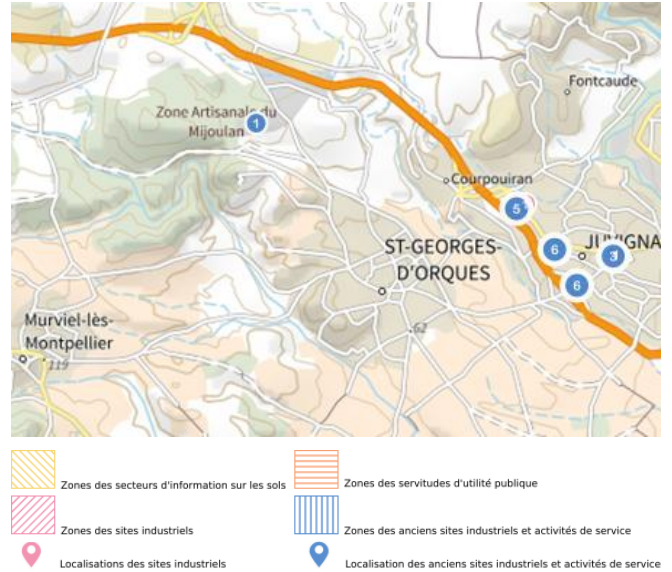 Fontcaude
Zone Artisanale du
Mijoulan
1
Courpouiran
5
ST-GEORGES-
D'ORQUES
6
JUVIGNA
3
6
Murviel-lès-
Montpellier
62
119
Zones des secteurs d'information sur les sols
Zones des servitudes d'utilité publique
Zones des sites industriels
Zones des anciens sites industriels et activités de service
Localisations des sites industriels
Localisation des anciens sites industriels et activités de service